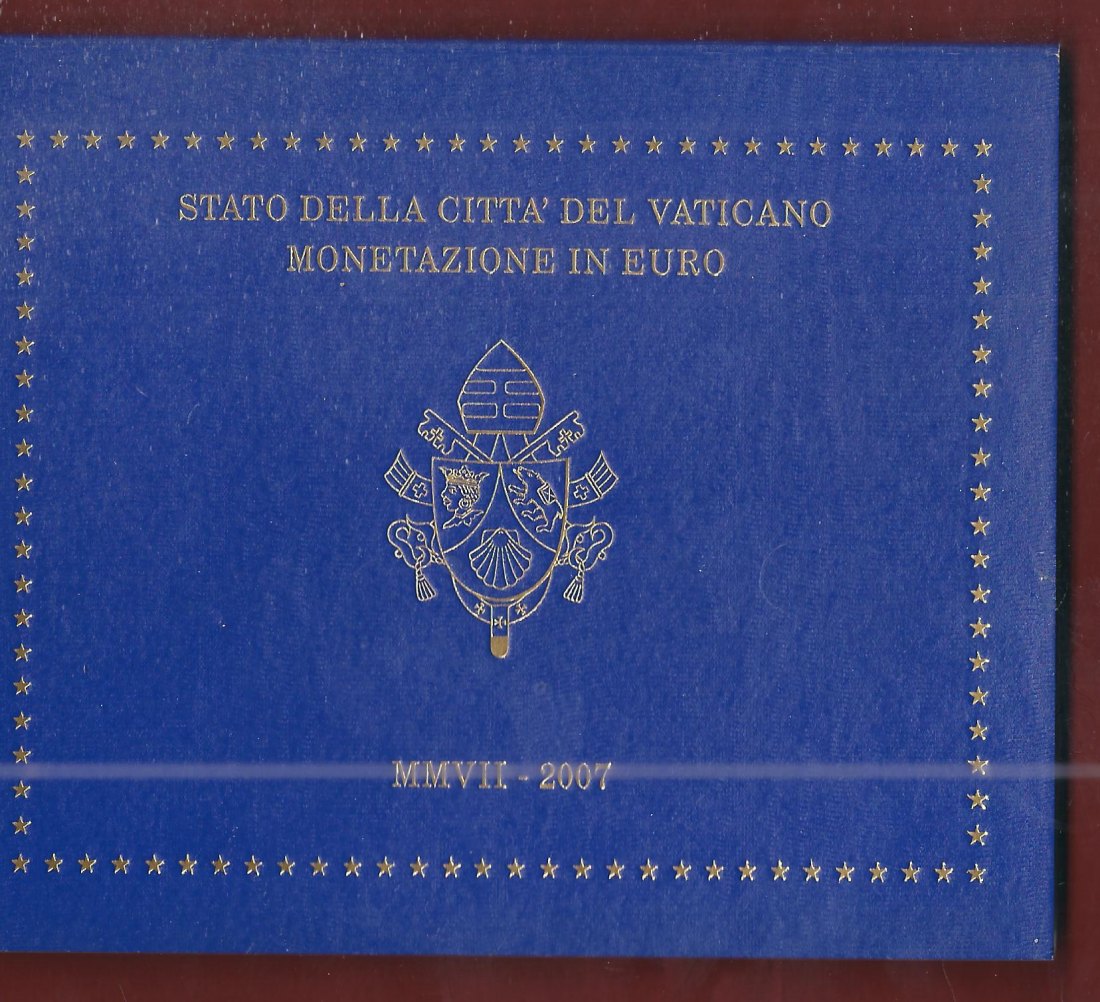 STATO DELLA CITTA' DEL VATICANO
MONETAZIONE IN EURO
MMVII - 2007